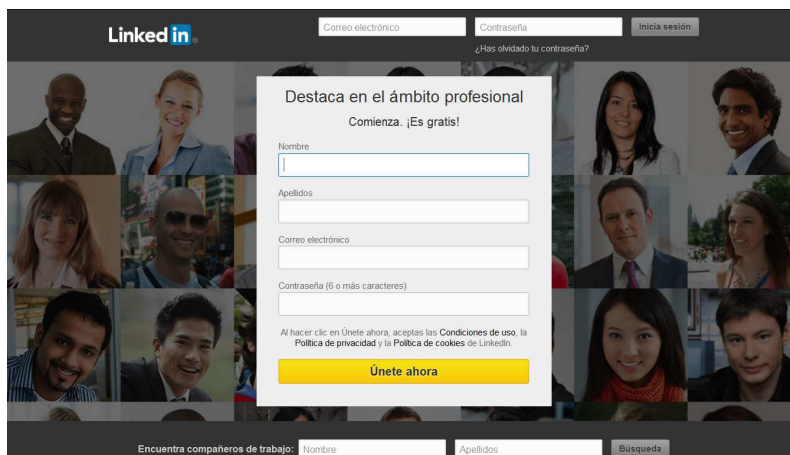 Linked in
Correo electrónico
Contraseña
Inicia sesión
¿Has olvidado tu contraseña?
Destaca en el ámbito profesional
Comienza. ¡Es gratis!
Nombre
Apellidos
Correo electrónico
Contraseña (6 o más caracteres)
Al hacer clic en Únete ahora, aceptas las Condiciones de uso, la
Política de privacidad y la Política de cookies de LinkedIn.
Únete ahora
Encuentra compañeros de trabajo: Nombre Apellidos Búsqueda